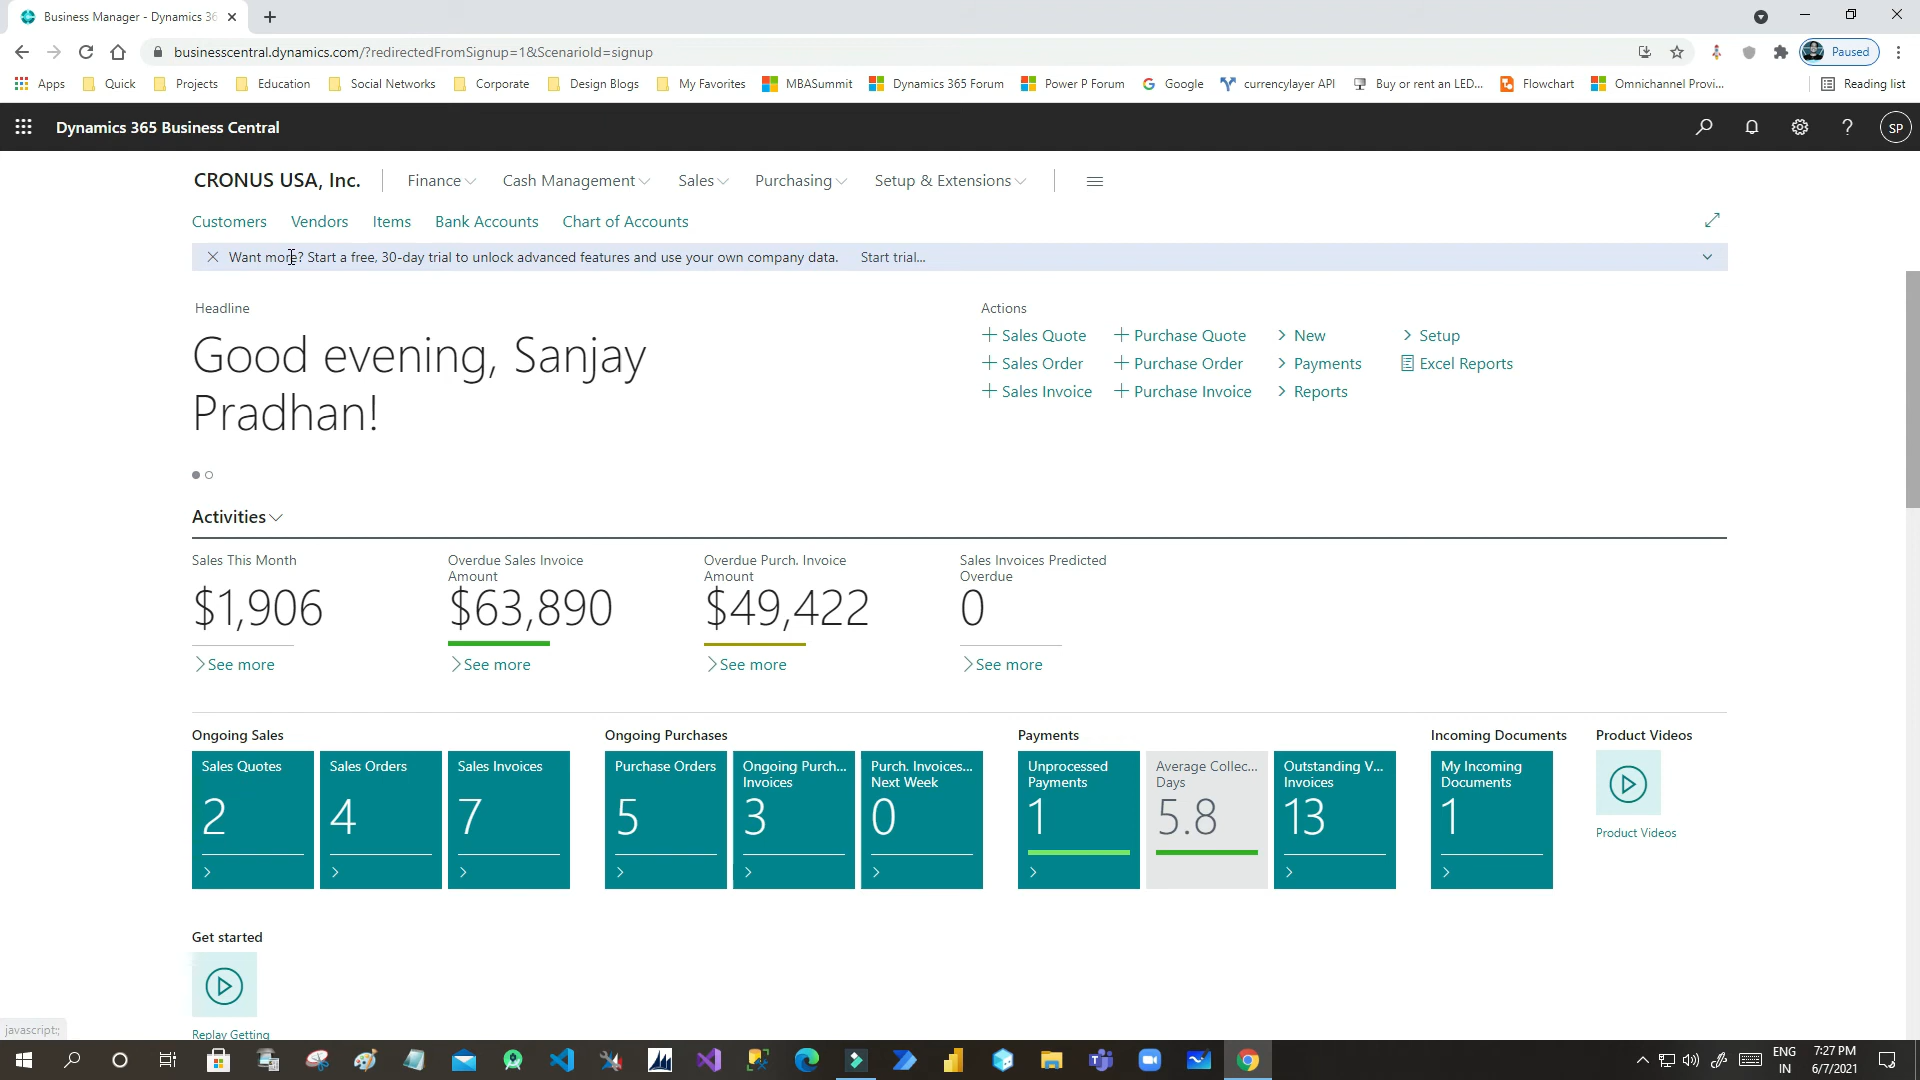 Business Manager - Dynamics 36
businesscentral.dynamics.com/?redirectedFromSignup=1&ScenarioId=signup
Paused
Apps Quick Projects Education Social Networks Corporate Design Blogs My Favorites MBASummit Dynamics 365 Forum Power P Forum Google currencylayer API Buy or rent an LED... Flowchart Omnichannel Provi... Reading list
Dynamics 365 Business Central
SP
CRONUS USA, Inc. Finance Cash Management Sales Purchasing Setup & Extensions
Customers Vendors Items Bank Accounts Chart of Accounts
Want more? Start a free, 30-day trial to unlock advanced features and use your own company data. Start trial...
Headline
Good evening, Sanjay
Pradhan!
Actions
Sales Quote Purchase Quote New Setup
Sales Order Purchase Order Payments Excel Reports
Sales Invoice Purchase Invoice Reports
Activities
Sales This Month
$1,906
See more
Overdue Sales Invoice
Amount
$63,890
See more
Overdue Purch. Invoice
Amount
$49,422
See more
Sales Invoices Predicted
Overdue
0
See more
Ongoing Sales
Sales Quotes
2
Sales Orders
4
Sales Invoices
7
Ongoing Purchases
Purchase Orders
5
Ongoing Purch...
Invoices
3
Purch. Invoices...
Next Week
0
Payments
Unprocessed
Payments
1
Average Collec...
Days
5.8
Outstanding V...
Invoices
13
Incoming Documents
My Incoming
Documents
1
Product Videos
Product Videos
Get started
Replay Getting
javascript:;
ENG
IN
7:27 PM
6/7/2021